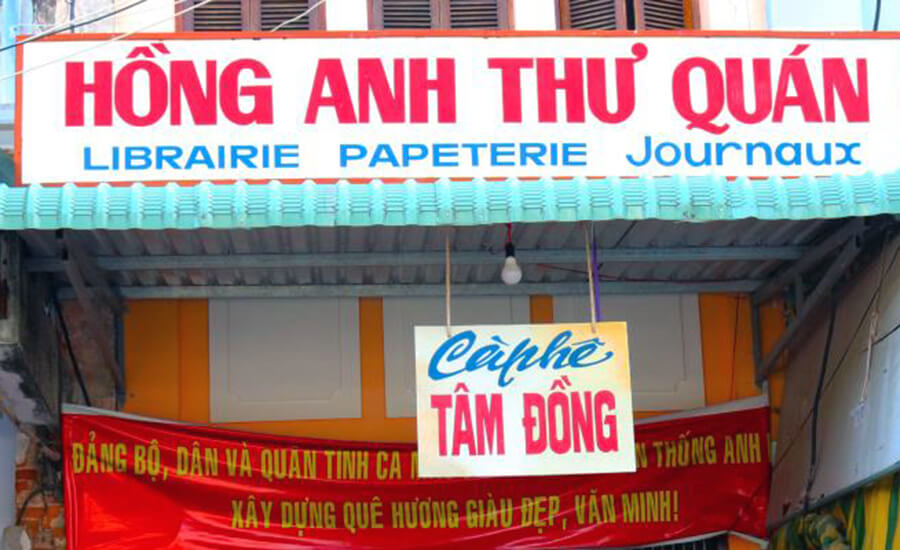 HỒNG ANH THƯ QUÁN
LIBRAIRIE PAPETERIE Journaux
Càphê
TÂM ĐỒNG
ĐẢNG BỘ, DÂN VÀ QUÂN TỈNH CA THỐNG ANH
XÂY DỰNG QUÊ HƯƠNG GIÀU ĐẸP, VĂN MINH!